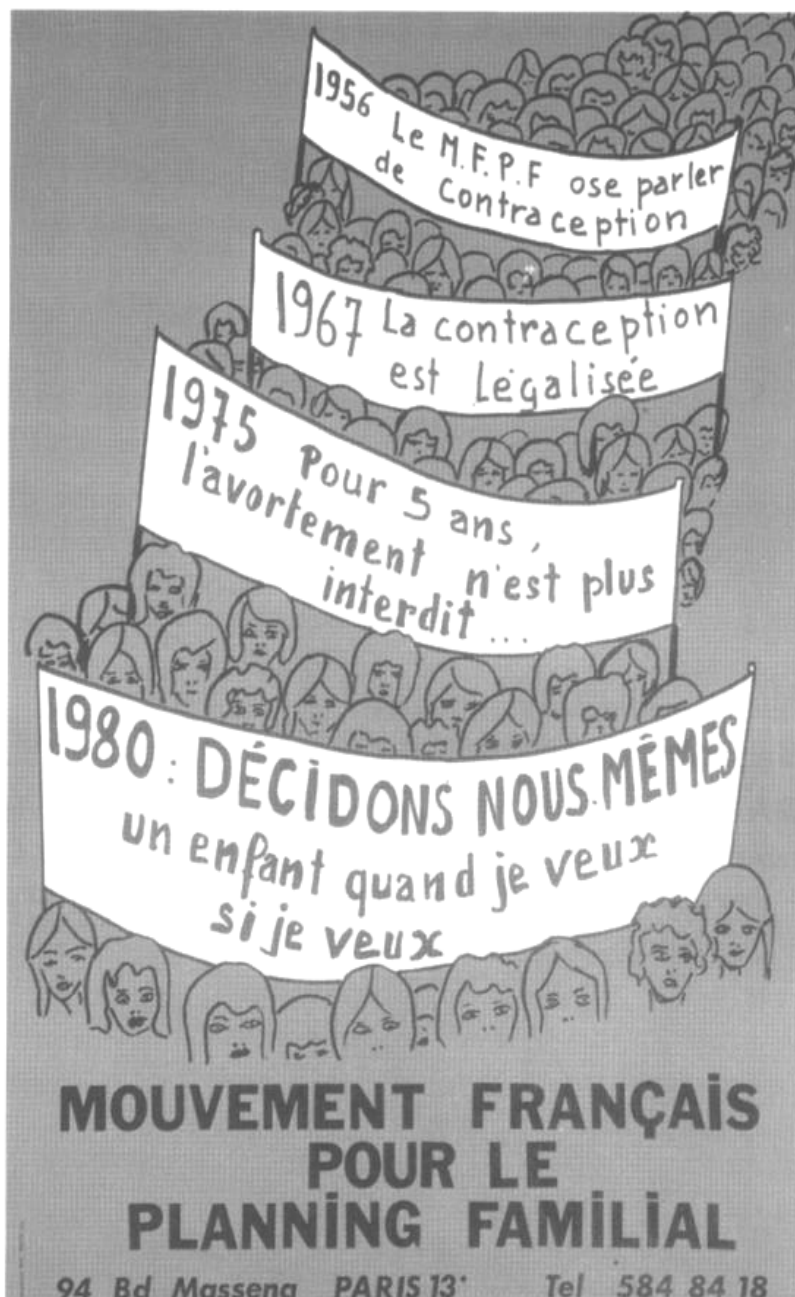 1956 Le M.F.P.F ose parler
de Contraception
1967 La contraception
est Légalisée
1975 Pour 5 ans,
l'avortement n'est plus
interdit...
1980 : DÉCIDONS NOUS.MÊMES
un enfant quand je veux
si je veux
MOUVEMENT FRANÇAIS
POUR LE
PLANNING FAMILIAL
94 Bd Massena PARIS 13° Tel 584 84 18